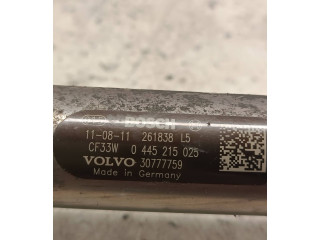 BOSCH
11-08-11 261838 L5
CF33W 0 445 215 025
VOLVO 30777759
Made in Germany